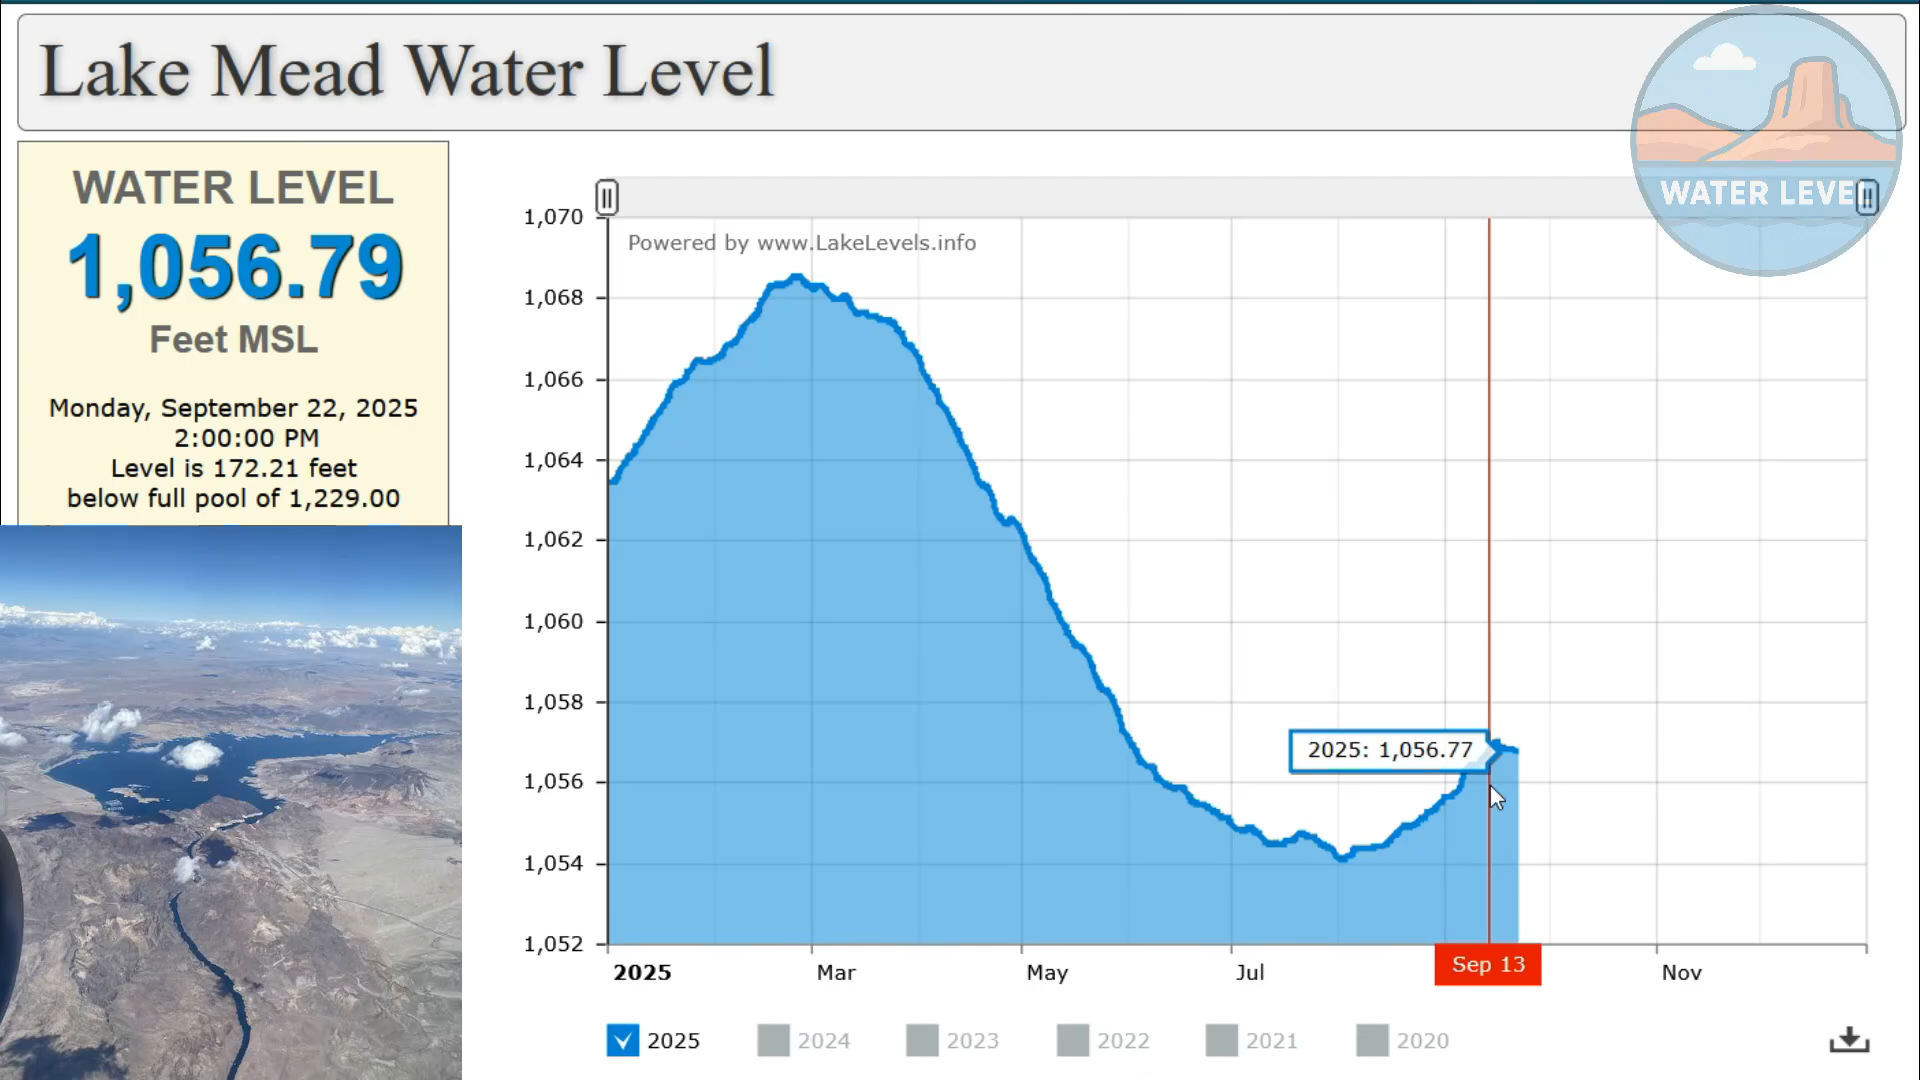 Lake Mead Water Level
WATER LEVEL
1,056.79
Feet MSL
Monday, September 22, 2025
2:00:00 PM
Level is 172.21 feet
below full pool of 1,229.00
WATER LEVE
Powered by www.LakeLevels.info
1,070
1,068
1,066
1,064
1,062
1,060
1,058
1,056
1,054
1,052
2025: 1,056.77
2025 Mar May Jul Sep 13 Nov
2025 2024 2023 2022 2021 2020